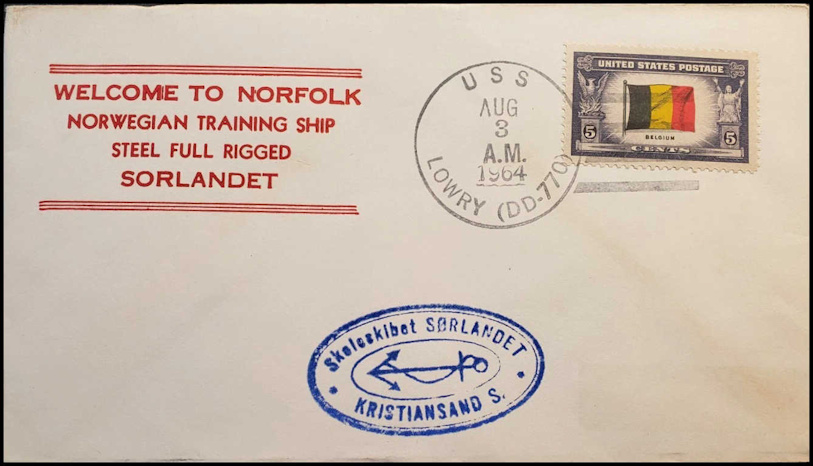 WELCOME TO NORFOLK
NORWEGIAN TRAINING SHIP
STEEL FULL RIGGED
SORLANDET
USS
AUG
3
A.M.
1964
LOWRY (DD-770)
UNITED STATES POSTAGE
BELGIUM
5 5
CENTS
Skoleskibet SØRLANDET
KRISTIANSAND S.